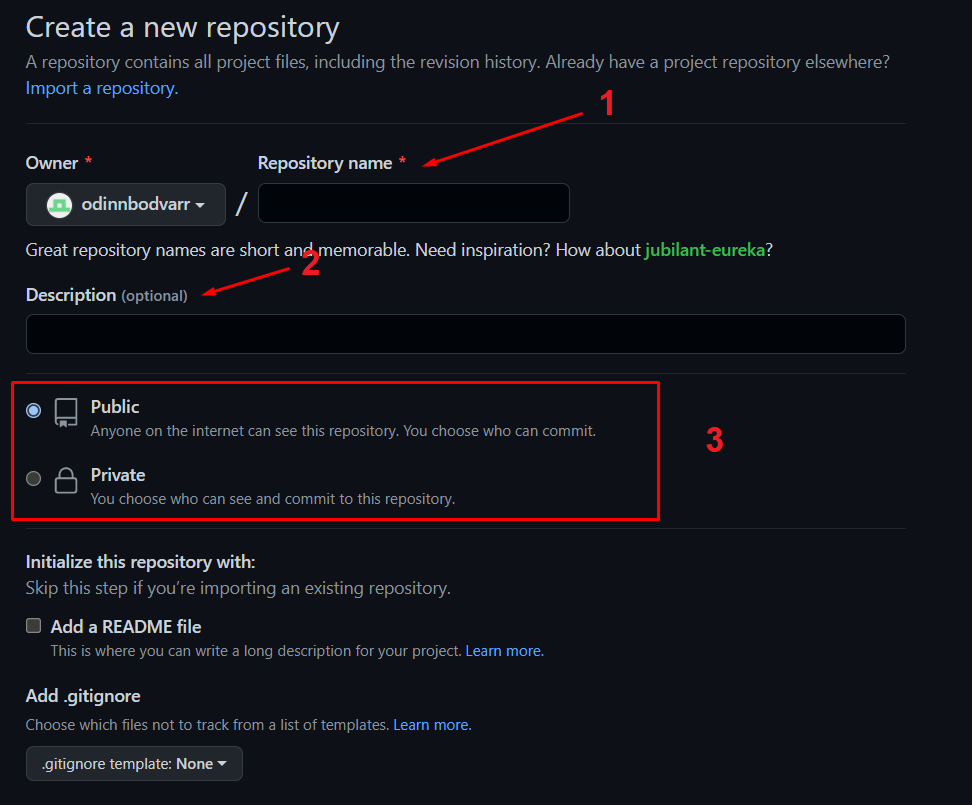 Create a new repository
A repository contains all project files, including the revision history. Already have a project repository elsewhere?
Import a repository.
1
Owner * Repository name *
odinnbodvarr /
Great repository names are short and memorable. Need inspiration? How about jubilant-eureka?
2
Description (optional)
Public
Anyone on the internet can see this repository. You choose who can commit.
3
Private
You choose who can see and commit to this repository.
Initialize this repository with:
Skip this step if you’re importing an existing repository.
Add a README file
This is where you can write a long description for your project. Learn more.
Add .gitignore
Choose which files not to track from a list of templates. Learn more.
.gitignore template: None